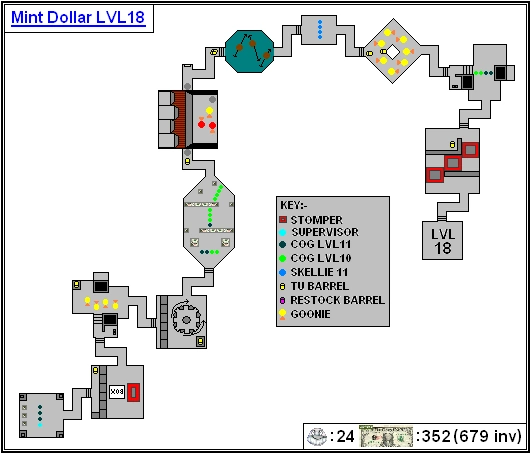 Mint Dollar LVL18
LVL
18
KEY:-
STOMPER
SUPERVISOR
COG LVL11
COG LVL10
SKELLIE 11
TU BARREL
RESTOCK BARREL
GOONIE
BOX
:24 :352(679 inv)